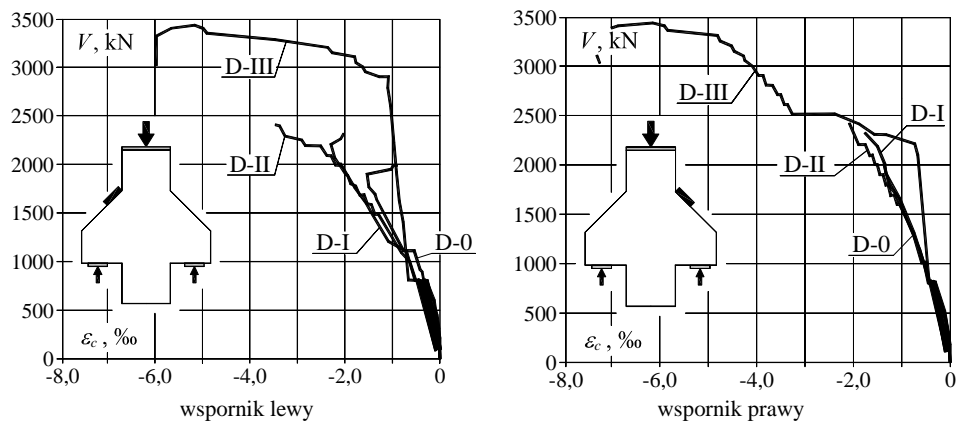 3500
V, kN
3000
D-III
2500
D-II
2000
1500
D-I
D-0
1000
500
εc , ‰
0
-8,0 -6,0 -4,0 -2,0 0
wspornik lewy
3500
V, kN
3000
D-III
2500
D-I
D-II
2000
1500
D-0
1000
500
εc , ‰
0
-8,0 -6,0 -4,0 -2,0 0
wspornik prawy